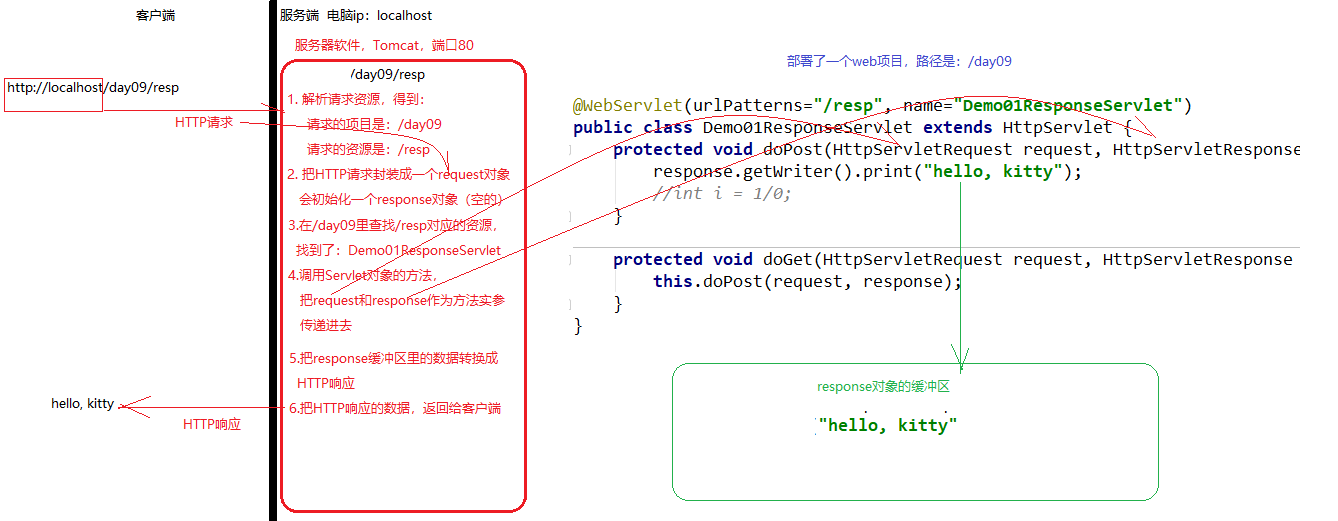 客户端
服务端 电脑ip：localhost
服务器软件，Tomcat，端口80
http://localhost/day09/resp
HTTP请求
/day09/resp
1. 解析请求资源，得到：
请求的项目是：/day09
请求的资源是：/resp
2. 把HTTP请求封装成一个request对象
会初始化一个response对象（空的）
3.在/day09里查找/resp对应的资源，
找到了：Demo01ResponseServlet
4.调用Servlet对象的方法，
把request和response作为方法实参
传递进去
5.把response缓冲区里的数据转换成
HTTP响应
6.把HTTP响应的数据，返回给客户端
hello, kitty
HTTP响应
部署了一个web项目，路径是：/day09
@WebServlet(urlPatterns="/resp", name="Demo01ResponseServlet")
public class Demo01ResponseServlet extends HttpServlet {
protected void doPost(HttpServletRequest request, HttpServletResponse
response.getWriter().print("hello, kitty");
//int i = 1/0;
}
protected void doGet(HttpServletRequest request, HttpServletResponse
this.doPost(request, response);
}
}
response对象的缓冲区
"hello, kitty"